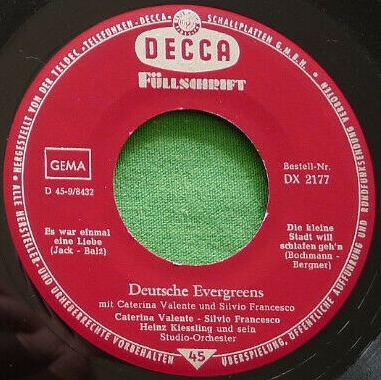 HERGESTELLT VON DER TELDEC »TELEFUNKEN-DECCA« SCHALLPLATTEN G.M.B.H.
ALLE HERSTELLER- UND URHEBERRECHTE VORBEHALTEN
ÜBERSPIELUNG, ÖFFENTLICHE AUFFÜHRUNG UND RUNDFUNKSENDUNG VERBOTEN
DECCA
FÜLLSCHRIFT
GEMA
D 45-9/8432
Bestell-Nr.
DX 2177
Es war einmal
eine Liebe
(Jack - Balz)
Die kleine
Stadt will
schlafen geh'n
(Bochmann -
Bergner)
Deutsche Evergreens
mit Caterina Valente und Silvio Francesco
Caterina Valente - Silvio Francesco
Heinz Kiessling und sein
Studio-Orchester
45